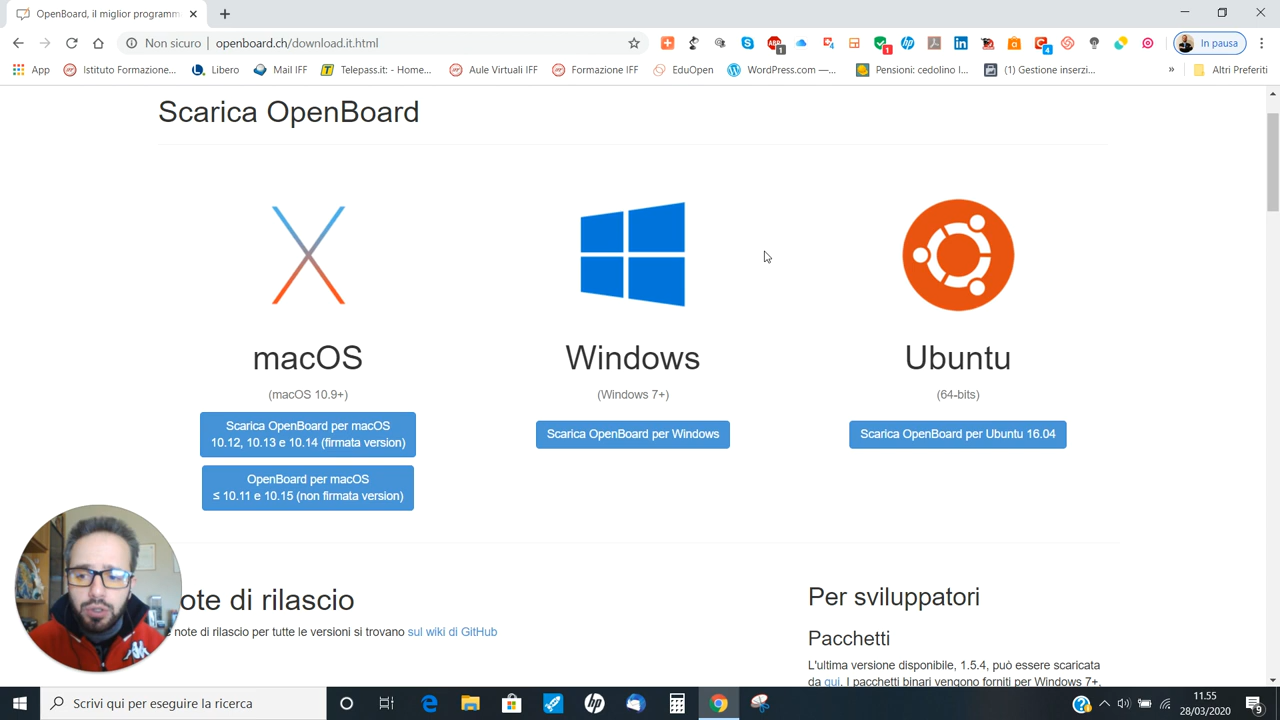 OpenBoard, il miglior programm
Non sicuro
openboard.ch/download.it.html
1
1
4
In pausa
App
Istituto Formazione...
Libero
Mail IFF
Telepass.it: - Home...
Aule Virtuali IFF
Formazione IFF
EduOpen
WordPress.com —...
Pensioni: cedolino l...
(1) Gestione inserzi...
»
Altri Preferiti
Scarica OpenBoard
macOS
(macOS 10.9+)
Scarica OpenBoard per macOS
10.12, 10.13 e 10.14 (firmata version)
OpenBoard per macOS
≤ 10.11 e 10.15 (non firmata version)
Windows
(Windows 7+)
Scarica OpenBoard per Windows
Ubuntu
(64-bits)
Scarica OpenBoard per Ubuntu 16.04
ote di rilascio
e note di rilascio per tutte le versioni si trovano sul wiki di GitHub
Per sviluppatori
Pacchetti
L'ultima versione disponibile, 1.5.4, può essere scaricata
da qui. I pacchetti binari vengono forniti per Windows 7+,
Scrivi qui per eseguire la ricerca
11.55
28/03/2020
9